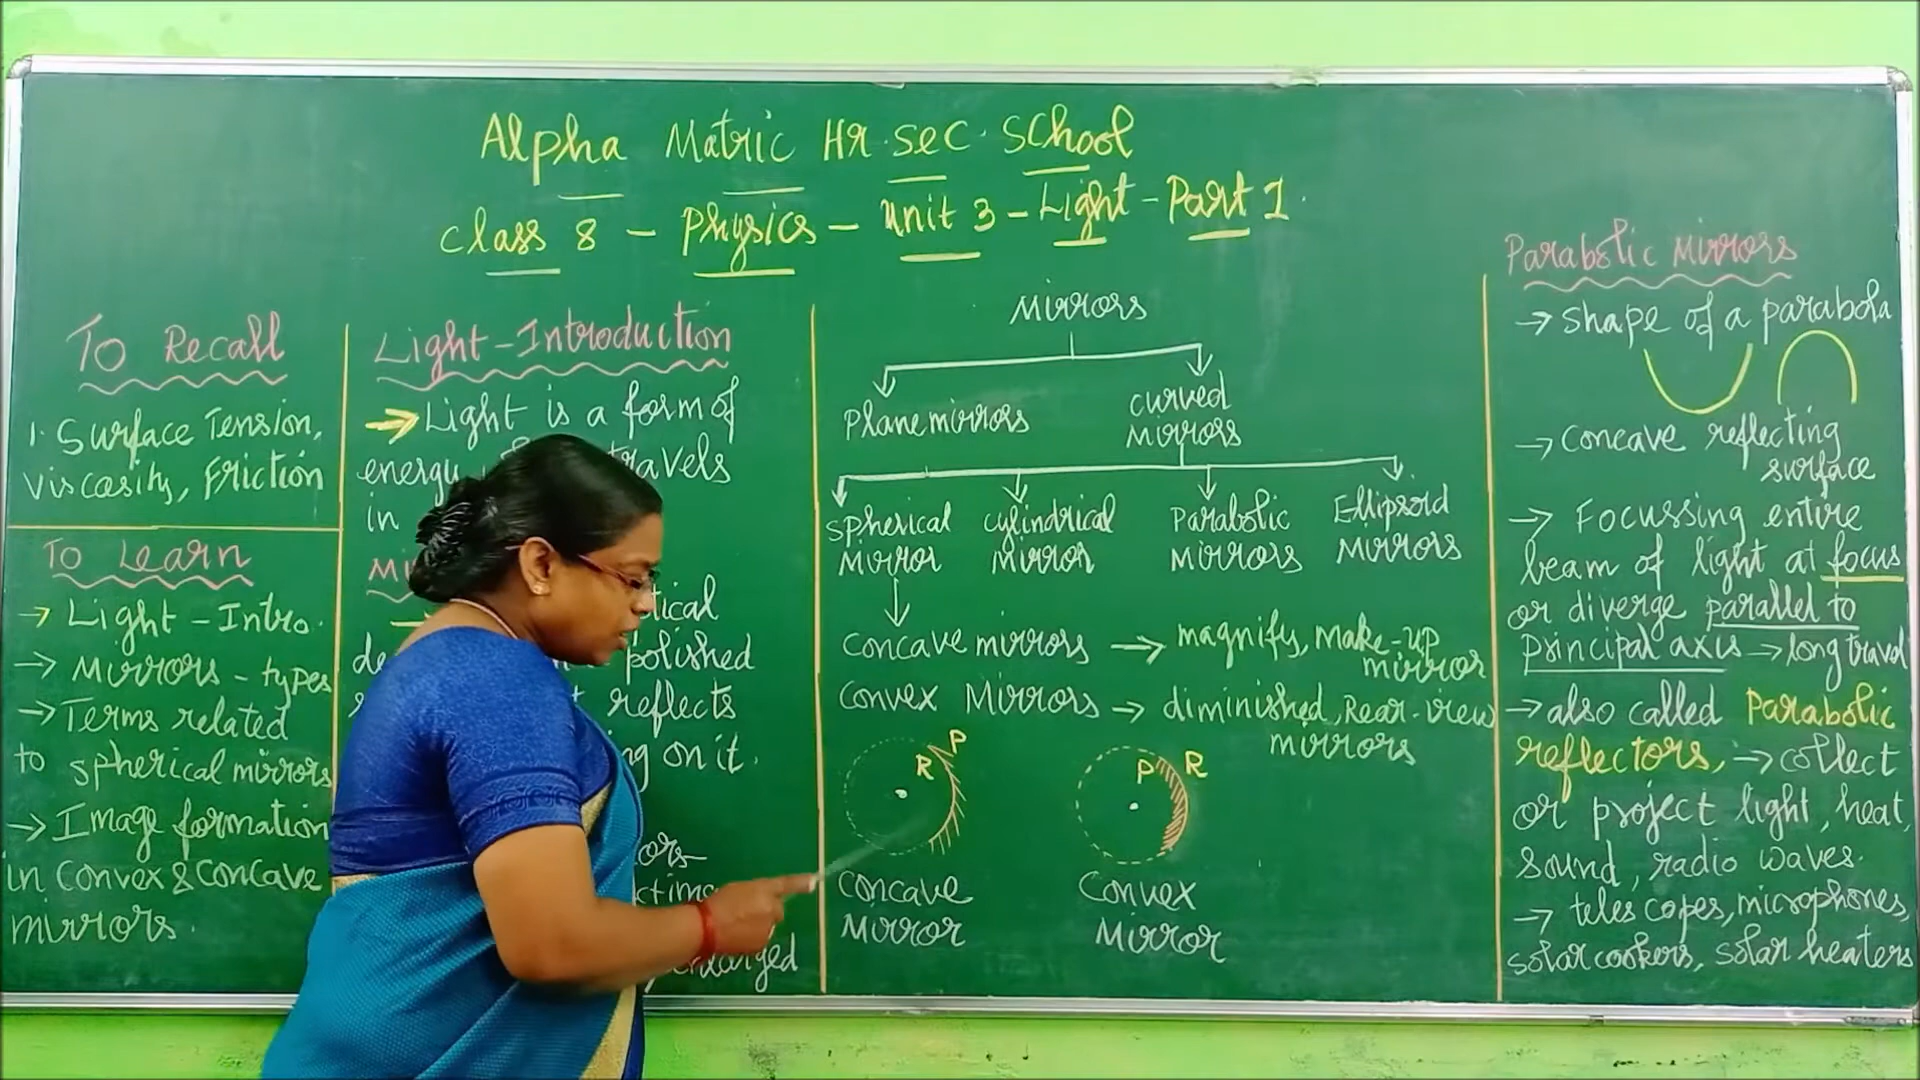 Alpha Matric Hr.Sec. School
Class 8 - Physics - Unit 3 - Light - Part 1
To Recall
1. Surface Tension,
Viscosity, Friction
To Learn
→ Light - Intro.
→ Mirrors - types
→ Terms related
to spherical mirrors
→ Image formation
in Convex & Concave
mirrors.
Light - Introduction
→ Light is a form of
energy travels
in
polished
reflects
on it.
enlarged
Mirrors
Plane mirrors
curved
Mirrors
Spherical
Mirror
cylindrical
Mirror
Parabolic
Mirrors
Ellipsoid
Mirrors
Concave mirrors → magnify, make-up
mirror
Convex Mirrors → diminished, Rear-view
mirrors
R P
P R
Concave
Mirror
Convex
Mirror
Parabolic Mirrors
→ shape of a parabola
→ Concave reflecting
surface
→ Focussing entire
beam of light at focus
or diverge parallel to
principal axis → long travel
→ also called Parabolic
reflectors, → collect
or project light, heat,
sound, radio waves.
→ telescopes, microphones,
solar cookers, solar heaters